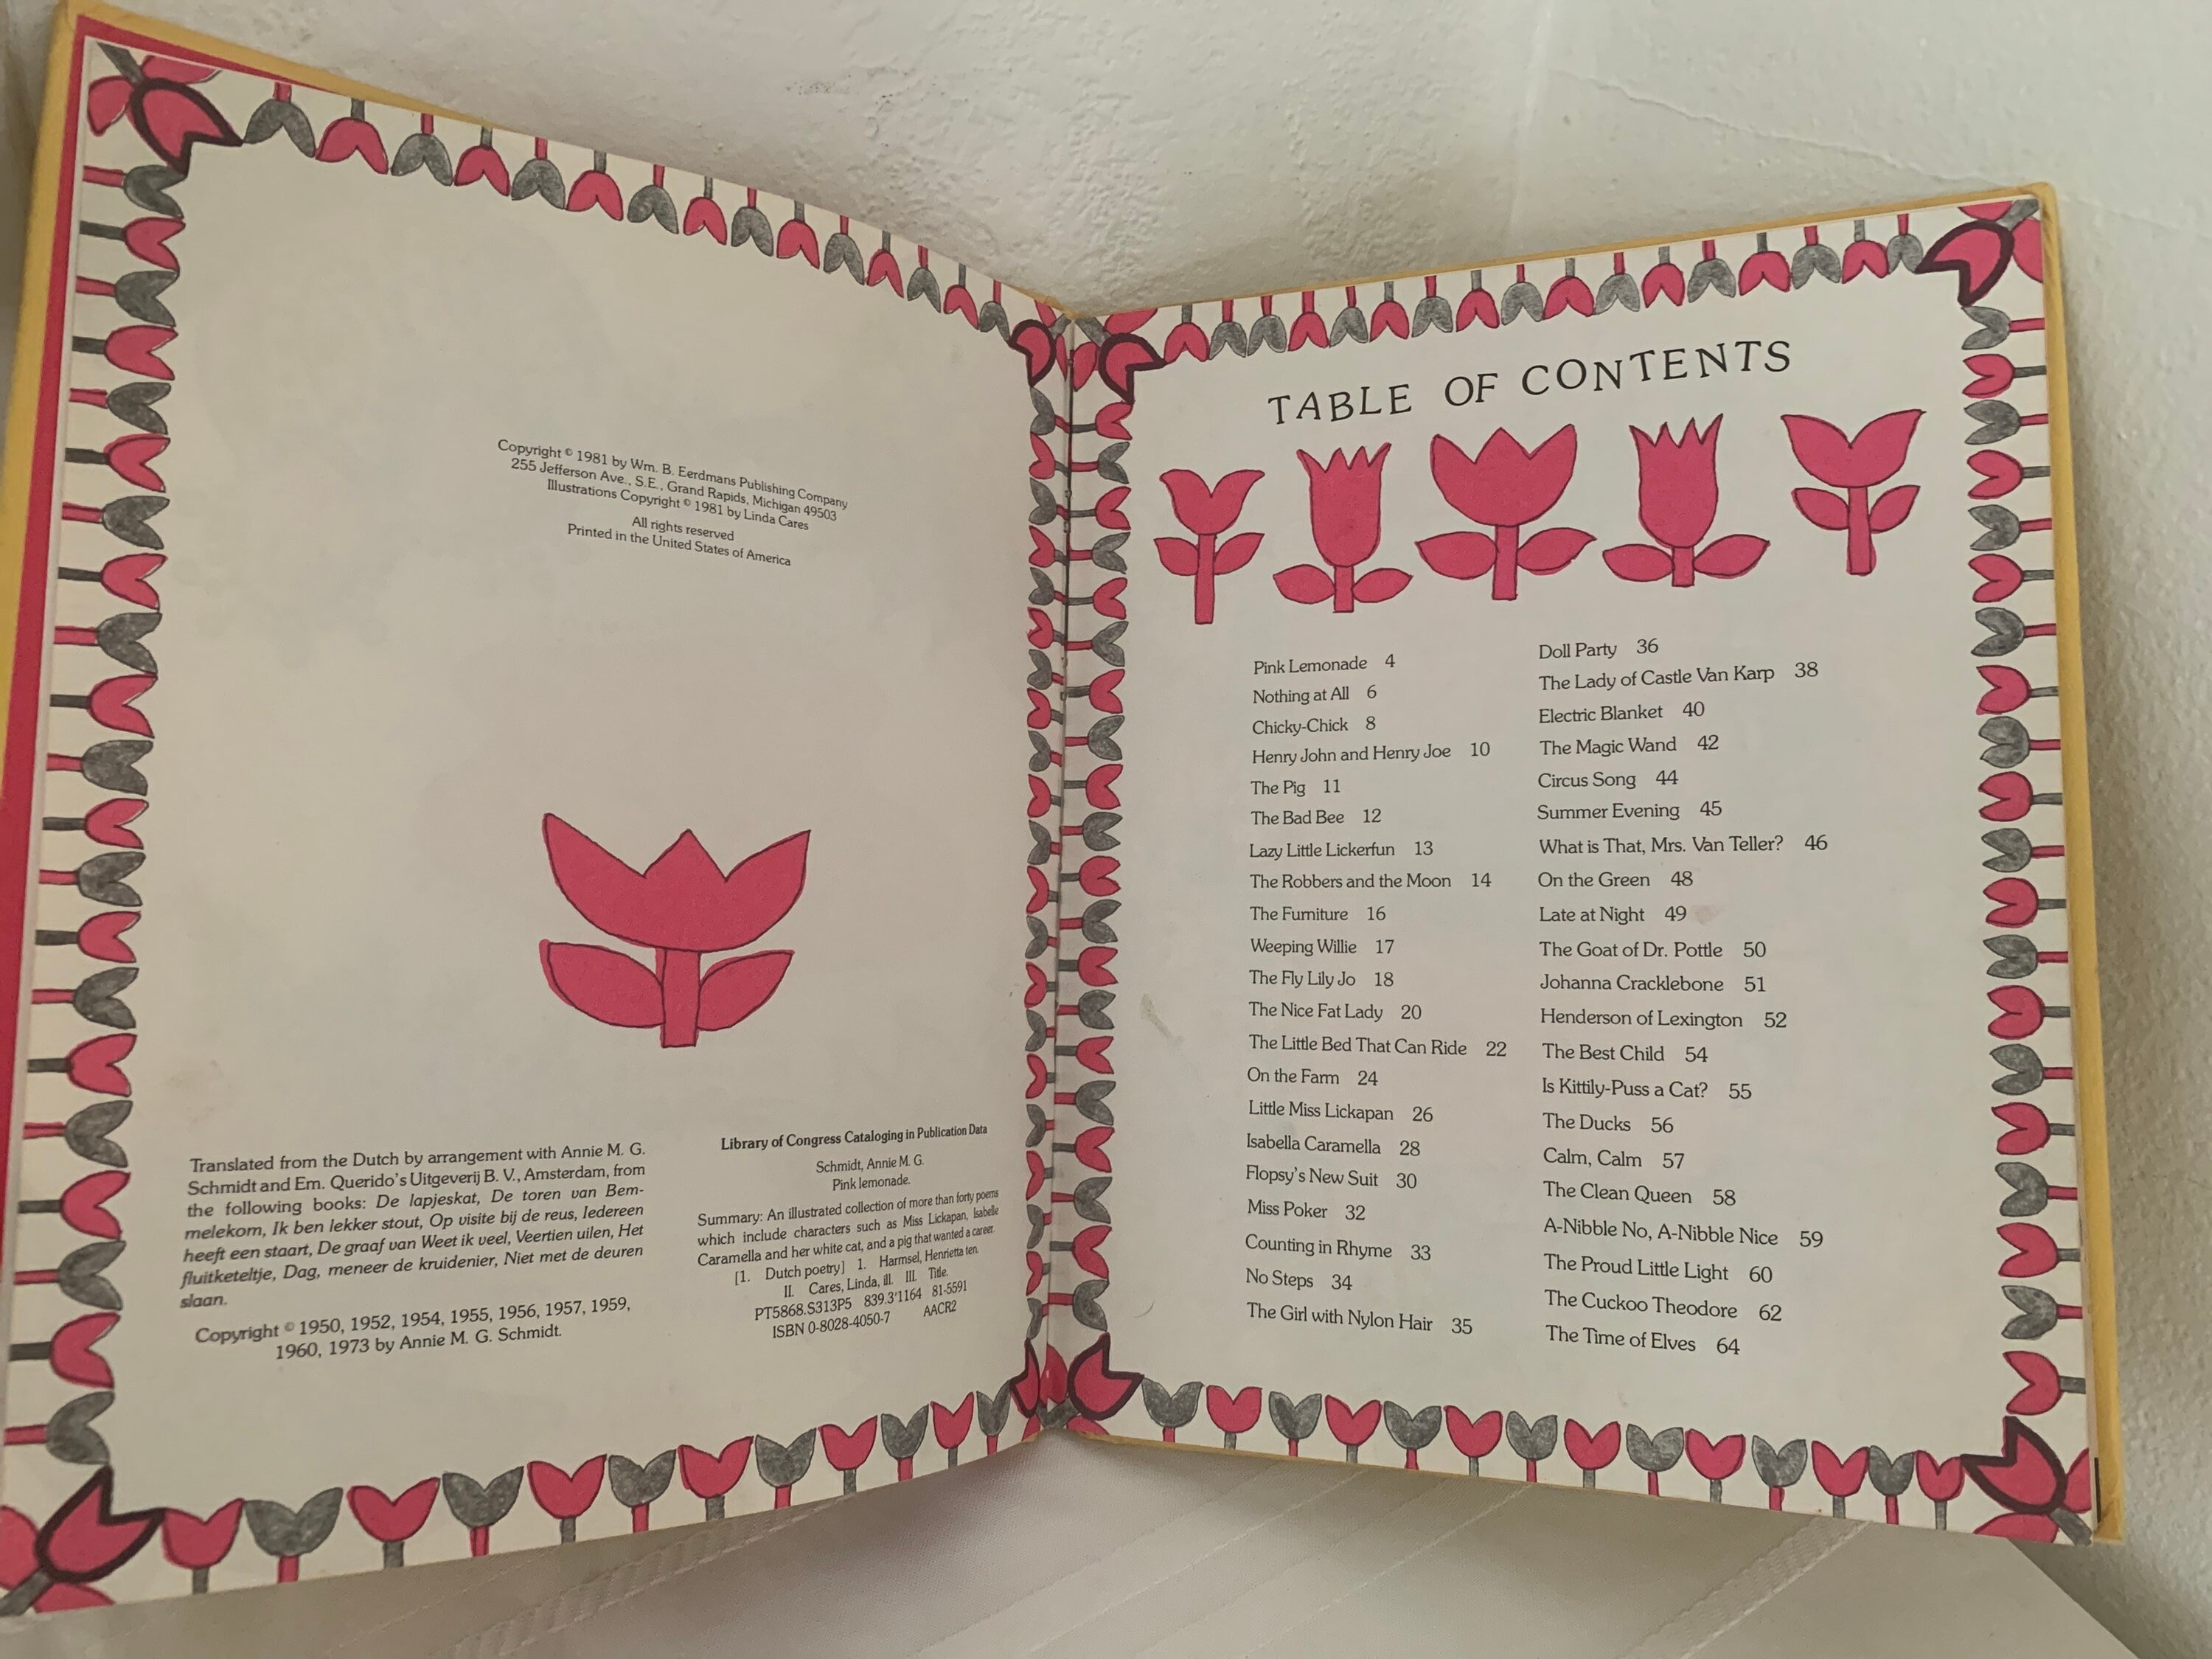 Copyright © 1981 by Wm. B. Eerdmans Publishing Company
255 Jefferson Ave., S.E., Grand Rapids, Michigan 49503
Illustrations Copyright © 1981 by Linda Cares
All rights reserved
Printed in the United States of America
Translated from the Dutch by arrangement with Annie M. G.
Schmidt and Em. Querido's Uitgeverij B. V., Amsterdam, from
the following books: De lapjeskat, De toren van Bem-
melekom, Ik ben lekker stout, Op visite bij de reus, Iedereen
heeft een staart, De graaf van Weet ik veel, Veertien uilen, Het
fluitketeltje, Dag, meneer de kruidenier, Niet met de deuren
slaan.
Copyright © 1950, 1952, 1954, 1955, 1956, 1957, 1959,
1960, 1973 by Annie M. G. Schmidt.
Library of Congress Cataloging in Publication Data
Schmidt, Annie M. G.
Pink lemonade.
Summary: An illustrated collection of more than forty poems
which include characters such as Miss Lickapan, Isabelle
Caramella and her white cat, and a pig that wanted a career.
[1. Dutch poetry] 1. Harmsel, Henrietta ten.
II. Cares, Linda, ill. III. Title.
PT5868.S313P5 839.3'1164 81-5591
ISBN 0-8028-4050-7 AACR2
TABLE OF CONTENTS
Pink Lemonade 4
Nothing at All 6
Chicky-Chick 8
Henry John and Henry Joe 10
The Pig 11
The Bad Bee 12
Lazy Little Lickerfun 13
The Robbers and the Moon 14
The Furniture 16
Weeping Willie 17
The Fly Lily Jo 18
The Nice Fat Lady 20
The Little Bed That Can Ride 22
On the Farm 24
Little Miss Lickapan 26
Isabella Caramella 28
Flopsy's New Suit 30
Miss Poker 32
Counting in Rhyme 33
No Steps 34
The Girl with Nylon Hair 35
Doll Party 36
The Lady of Castle Van Karp 38
Electric Blanket 40
The Magic Wand 42
Circus Song 44
Summer Evening 45
What is That, Mrs. Van Teller? 46
On the Green 48
Late at Night 49
The Goat of Dr. Pottle 50
Johanna Cracklebone 51
Henderson of Lexington 52
The Best Child 54
Is Kittily-Puss a Cat? 55
The Ducks 56
Calm, Calm 57
The Clean Queen 58
A-Nibble No, A-Nibble Nice 59
The Proud Little Light 60
The Cuckoo Theodore 62
The Time of Elves 64